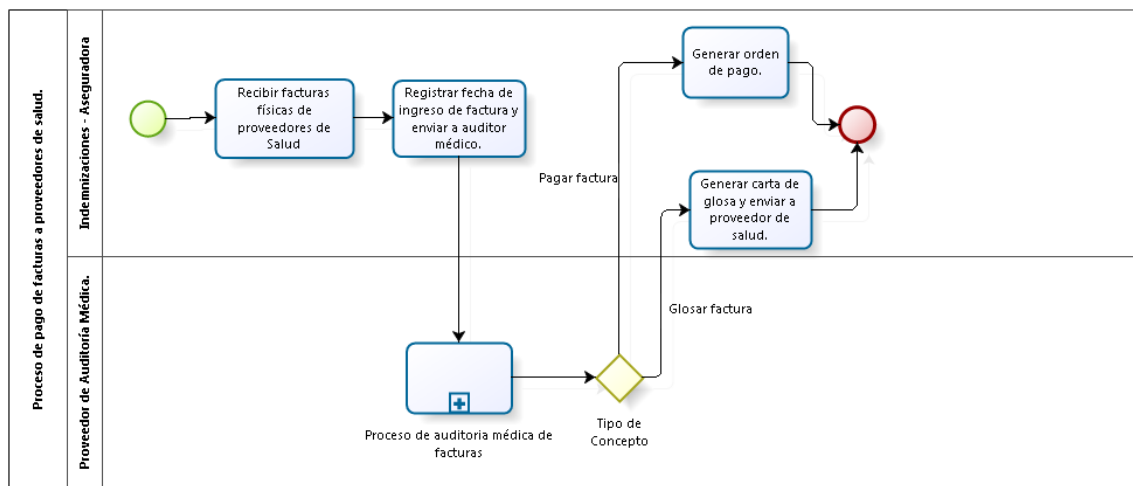 Proceso de pago de facturas a proveedores de salud.
Indemnizaciones - Aseguradora
Recibir facturas
físicas de
proveedores de
Salud
Registrar fecha de
ingreso de factura y
enviar a auditor
médico.
Generar orden
de pago.
Pagar factura
Generar carta de
glosa y enviar a
proveedor de
salud.
Proveedor de Auditoría Médica.
Glosar factura
Proceso de auditoria médica de
facturas
Tipo de
Concepto